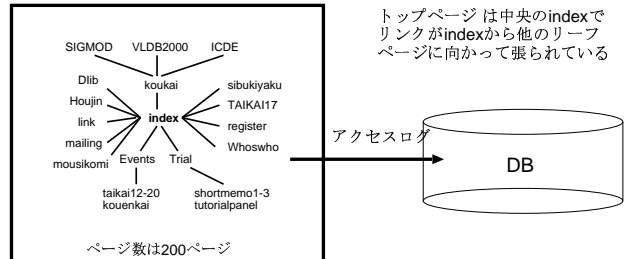 トップページ は中央のindexで
リンクがindexから他のリーフ
ページに向かって張られている
SIGMOD VLDB2000 ICDE
Dlib koukai sibukiyaku
Houjin TAIKAI17
link index register
mailing Whoswho
mousikomi Events Trial
taikai12-20 shortmemo1-3
kouenkai tutorialpanel
ページ数は200ページ
アクセスログ
DB